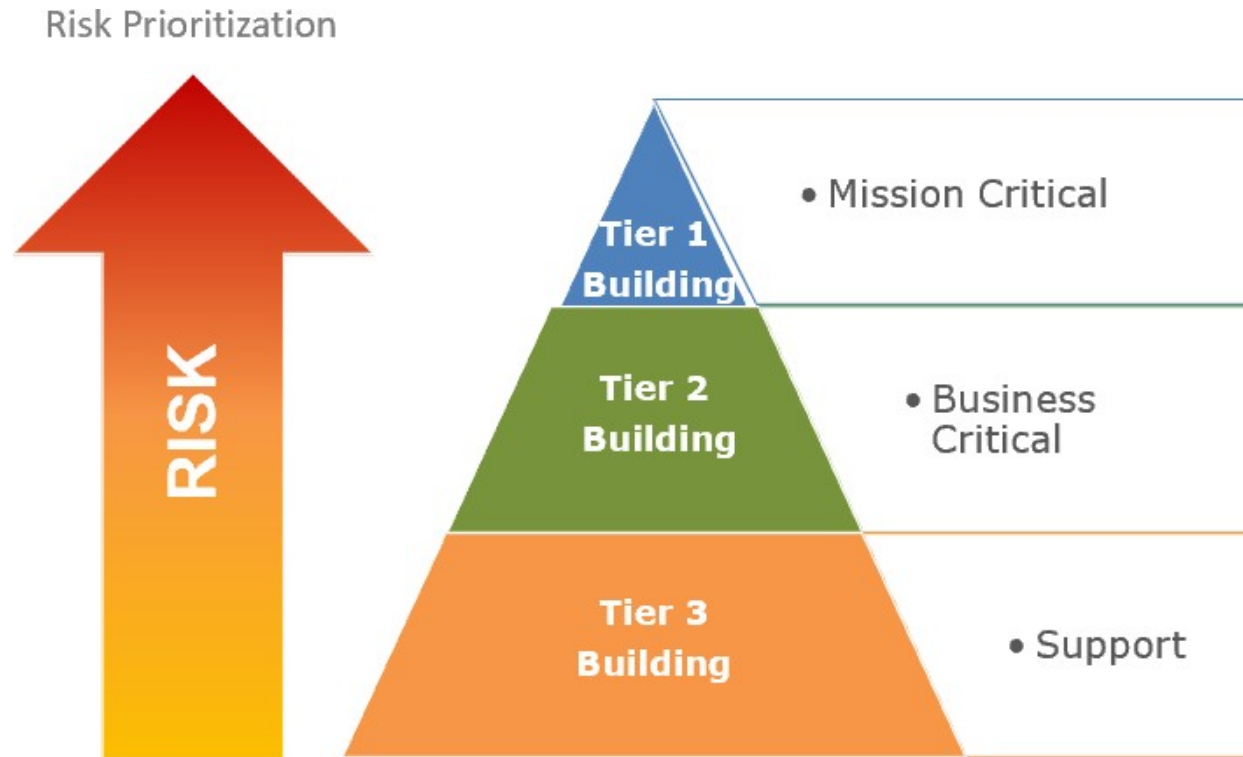 Risk Prioritization
RISK
Tier 1
Building
• Mission Critical
Tier 2
Building
• Business
Critical
Tier 3
Building
• Support